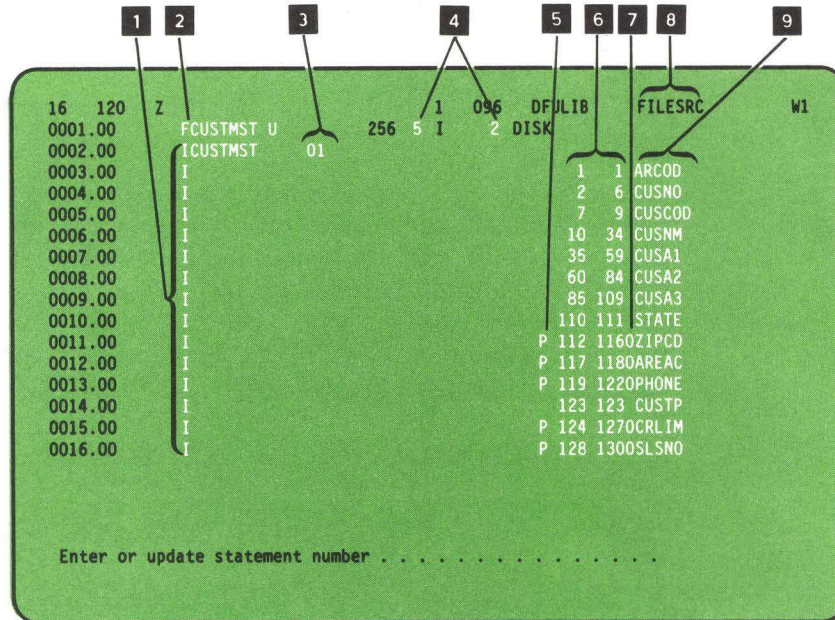 1 2 3 4 5 6 7 8 9
16 120 Z 1 096 DFULIB FILESRC W1
0001.00 FCUSTMST U 256 5 I 2 DISK
0002.00 ICUSTMST 01
0003.00 I 1 1 ARCOD
0004.00 I 2 6 CUSNO
0005.00 I 7 9 CUSCOD
0006.00 I 10 34 CUSNM
0007.00 I 35 59 CUSA1
0008.00 I 60 84 CUSA2
0009.00 I 85 109 CUSA3
0010.00 I 110 111 STATE
0011.00 I P 112 1160ZIPCD
0012.00 I P 117 1180AREAC
0013.00 I P 119 1220PHONE
0014.00 I 123 123 CUSTP
0015.00 I P 124 1270CRLIM
0016.00 I P 128 1300SLSNO
Enter or update statement number . . . . . . . . . . . . . . . .